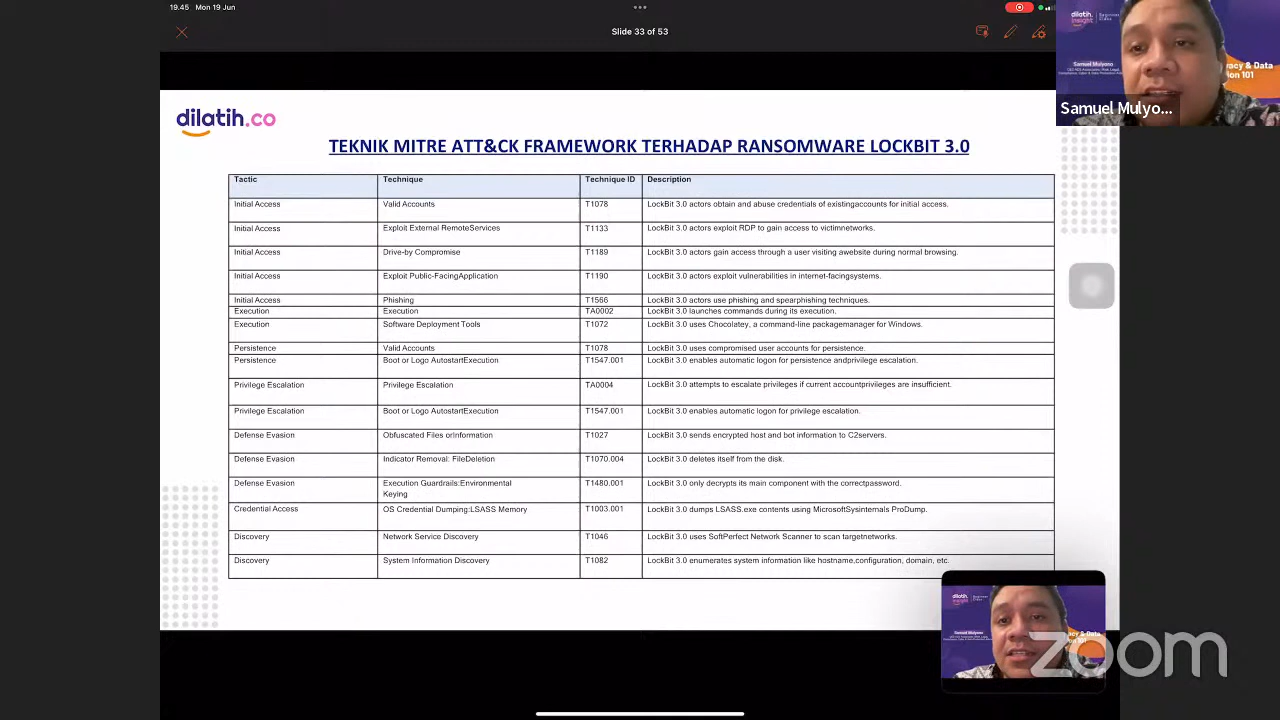 19.45 Mon 19 Jun
Slide 33 of 53
dilatih.co
TEKNIK MITRE ATT&CK FRAMEWORK TERHADAP RANSOMWARE LOCKBIT 3.0
Tactic Technique Technique ID Description
Initial Access Valid Accounts T1078 LockBit 3.0 actors obtain and abuse credentials of existingaccounts for initial access.
Initial Access Exploit External RemoteServices T1133 LockBit 3.0 actors exploit RDP to gain access to victimnetworks.
Initial Access Drive-by Compromise T1189 LockBit 3.0 actors gain access through a user visiting awebsite during normal browsing.
Initial Access Exploit Public-FacingApplication T1190 LockBit 3.0 actors exploit vulnerabilities in internet-facingsystems.
Initial Access Phishing T1566 LockBit 3.0 actors use phishing and spearphishing techniques.
Execution Execution TA0002 LockBit 3.0 launches commands during its execution.
Execution Software Deployment Tools T1072 LockBit 3.0 uses Chocolatey, a command-line packagemanager for Windows.
Persistence Valid Accounts T1078 LockBit 3.0 uses compromised user accounts for persistence.
Persistence Boot or Logo AutostartExecution T1547.001 LockBit 3.0 enables automatic logon for persistence andprivilege escalation.
Privilege Escalation Privilege Escalation TA0004 LockBit 3.0 attempts to escalate privileges if current accountprivileges are insufficient.
Privilege Escalation Boot or Logo AutostartExecution T1547.001 LockBit 3.0 enables automatic logon for privilege escalation.
Defense Evasion Obfuscated Files orInformation T1027 LockBit 3.0 sends encrypted host and bot information to C2servers.
Defense Evasion Indicator Removal: FileDeletion T1070.004 LockBit 3.0 deletes itself from the disk.
Defense Evasion Execution Guardrails:Environmental T1480.001 LockBit 3.0 only decrypts its main component with the correctpassword.
Keying
Credential Access OS Credential Dumping:LSASS Memory T1003.001 LockBit 3.0 dumps LSASS.exe contents using MicrosoftSysinternals ProDump.
Discovery Network Service Discovery T1046 LockBit 3.0 uses SoftPerfect Network Scanner to scan targetnetworks.
Discovery System Information Discovery T1082 LockBit 3.0 enumerates system information like hostname,configuration, domain, etc.
dilatih.
insight
Samuel Mulyono
acy & Data
ion 101
Samuel Mulyo...
dilatih.
insight
Samuel Mulyono
acy & Data
zoom